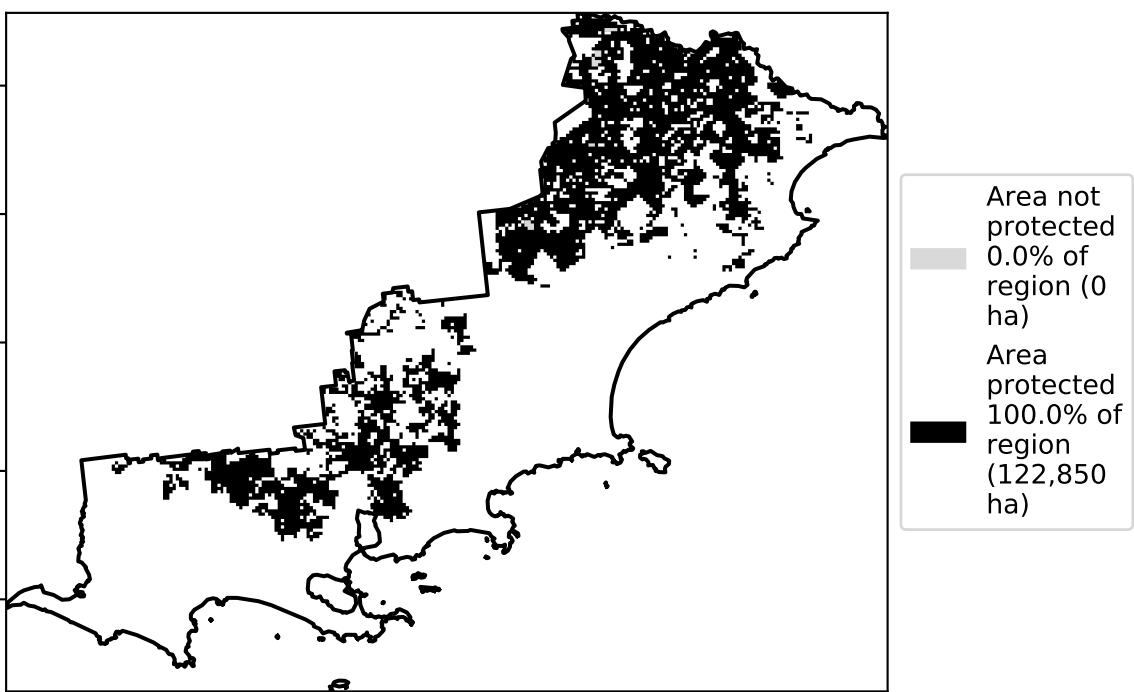 Area not
protected
0.0% of
region (0
ha)
Area
protected
100.0% of
region
(122,850
ha)